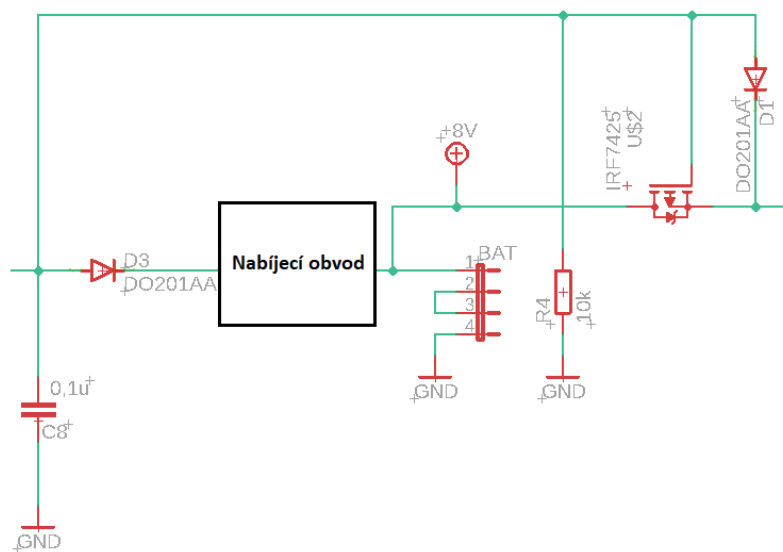 +8V
IRF7425
U$2
DO201AA
D1
D3
DO201AA
Nabíjecí obvod
1
2
3
4
BAT
R4
10k
0,1u
C8
GND
GND
GND